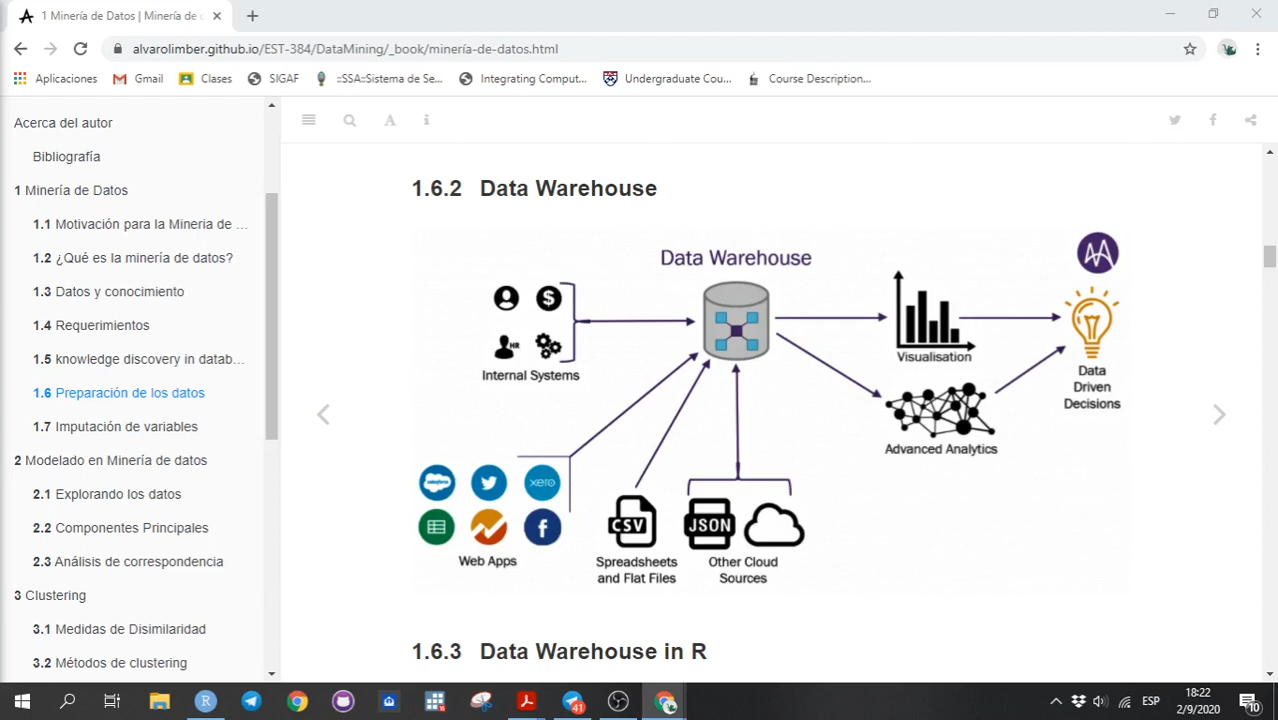 1 Minería de Datos | Minería de d
alvarolimber.github.io/EST-384/DataMining/_book/minería-de-datos.html
Aplicaciones
Gmail
Clases
SIGAF
::SSA::Sistema de Se...
Integrating Comput...
Undergraduate Cou...
Course Description...
Acerca del autor
Bibliografía
1 Minería de Datos
1.1 Motivación para la Mineria de ...
1.2 ¿Qué es la minería de datos?
1.3 Datos y conocimiento
1.4 Requerimientos
1.5 knowledge discovery in datab...
1.6 Preparación de los datos
1.7 Imputación de variables
2 Modelado en Minería de datos
2.1 Explorando los datos
2.2 Componentes Principales
2.3 Análisis de correspondencia
3 Clustering
3.1 Medidas de Disimilaridad
3.2 Métodos de clustering
1.6.2 Data Warehouse
Data Warehouse
HR
Internal Systems
Visualisation
Data
Driven
Decisions
Advanced Analytics
salesforce
xero
Web Apps
CSV
Spreadsheets
and Flat Files
JSON
Other Cloud
Sources
1.6.3 Data Warehouse in R
41
ESP
18:22
2/9/2020
10